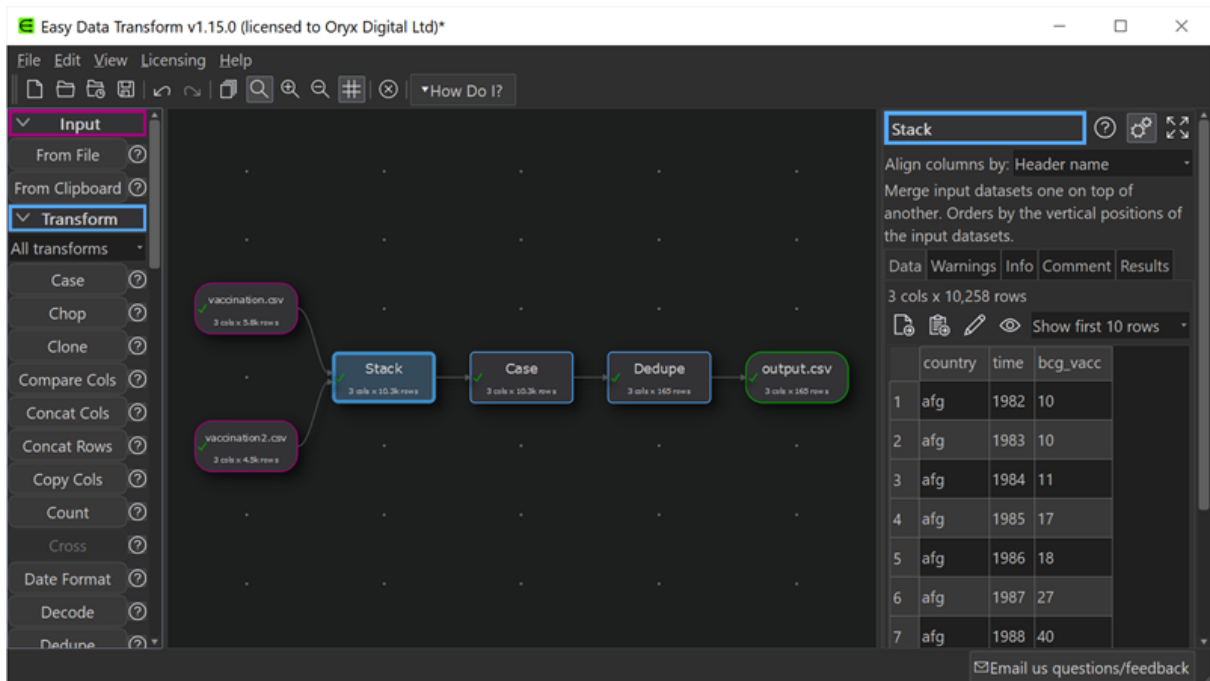 Easy Data Transform v1.15.0 (licensed to Oryx Digital Ltd)*
File Edit View Licensing Help
How Do I?
Input
From File
From Clipboard
Transform
All transforms
Case
Chop
Clone
Compare Cols
Concat Cols
Concat Rows
Copy Cols
Count
Cross
Date Format
Decode
Dedupe
vaccination.csv
3 cols x 5.8k rows
vaccination2.csv
3 cols x 4.5k rows
Stack
3 cols x 10.3k rows
Case
3 cols x 10.3k rows
Dedupe
3 cols x 165 rows
output.csv
3 cols x 165 rows
Stack
Align columns by: Header name
Merge input datasets one on top of
another. Orders by the vertical positions of
the input datasets.
Data Warnings Info Comment Results
3 cols x 10,258 rows
Show first 10 rows
country time bcg_vacc
1 afg 1982 10
2 afg 1983 10
3 afg 1984 11
4 afg 1985 17
5 afg 1986 18
6 afg 1987 27
7 afg 1988 40
Email us questions/feedback